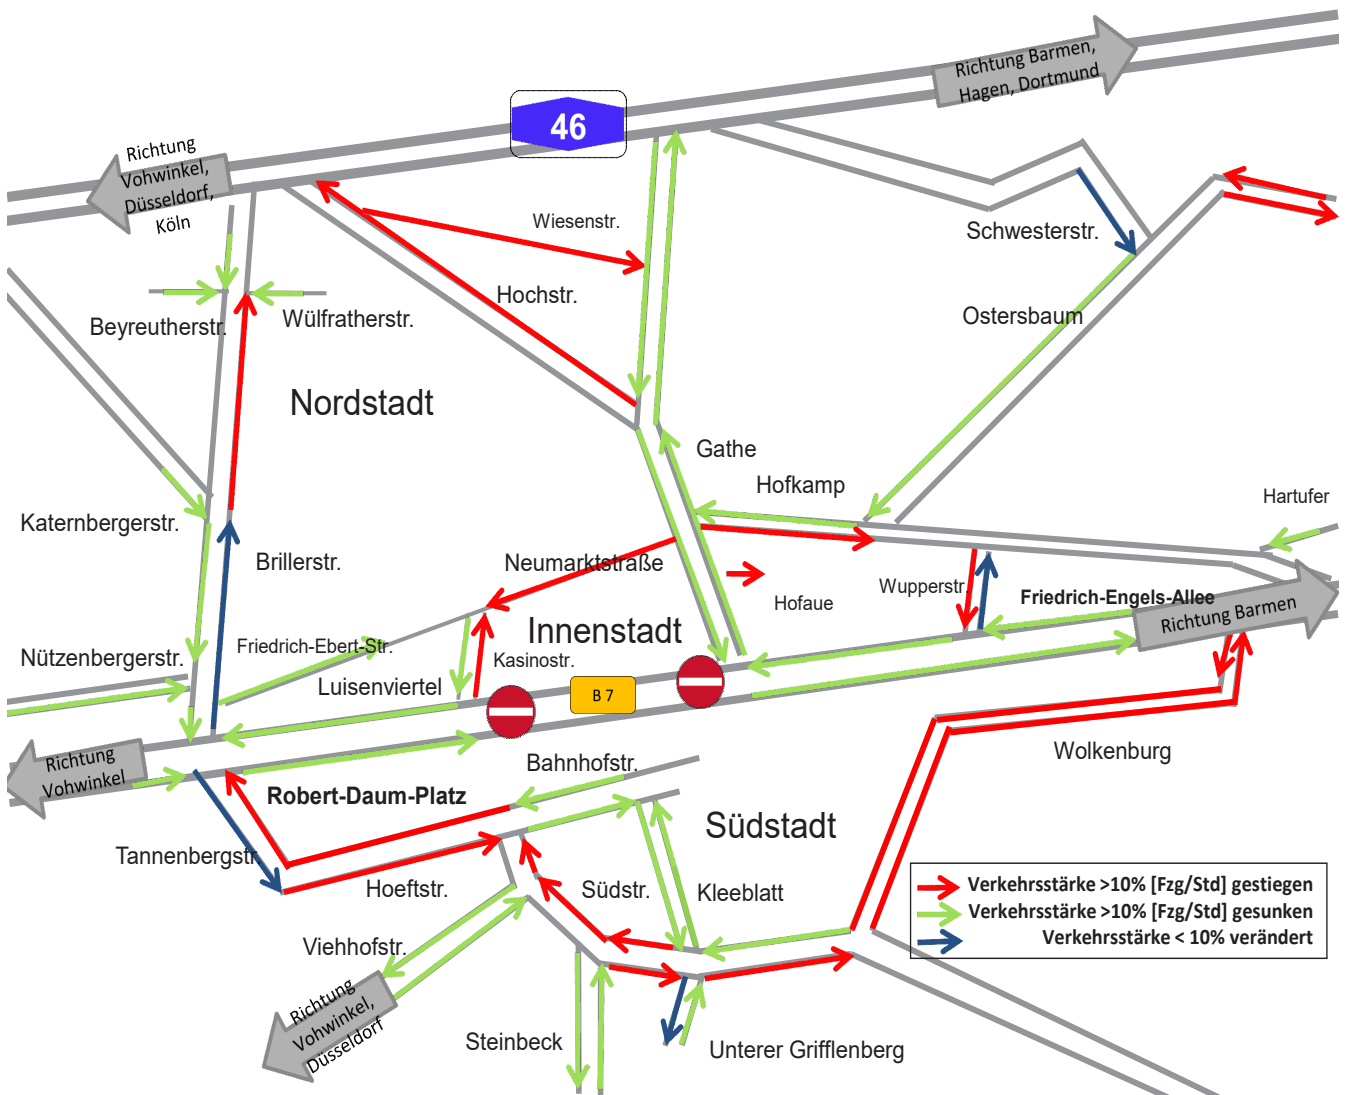 Richtung Barmen,
Hagen, Dortmund
46
Richtung
Vohwinkel,
Düsseldorf,
Köln
Wiesenstr.
Schwesterstr.
Hochstr.
Beyreutherstr.
Wülfratherstr.
Ostersbaum
Nordstadt
Gathe
Hofkamp
Hartufer
Katernbergerstr.
Brillerstr.
Neumarktstraße
Wupperstr.
Hofaue
Friedrich-Engels-Allee
Richtung Barmen
Innenstadt
Friedrich-Ebert-Str.
Kasinostr.
Nützenbergerstr.
Luisenviertel
B 7
Richtung
Vohwinkel
Bahnhofstr.
Wolkenburg
Robert-Daum-Platz
Südstadt
Tannenbergstr.
Hoeftstr.
Südstr.
Kleeblatt
Verkehrsstärke >10% [Fzg/Std] gestiegen
Verkehrsstärke >10% [Fzg/Std] gesunken
Verkehrsstärke < 10% verändert
Viehhofstr.
Richtung
Vohwinkel,
Düsseldorf
Steinbeck
Unterer Grifflenberg